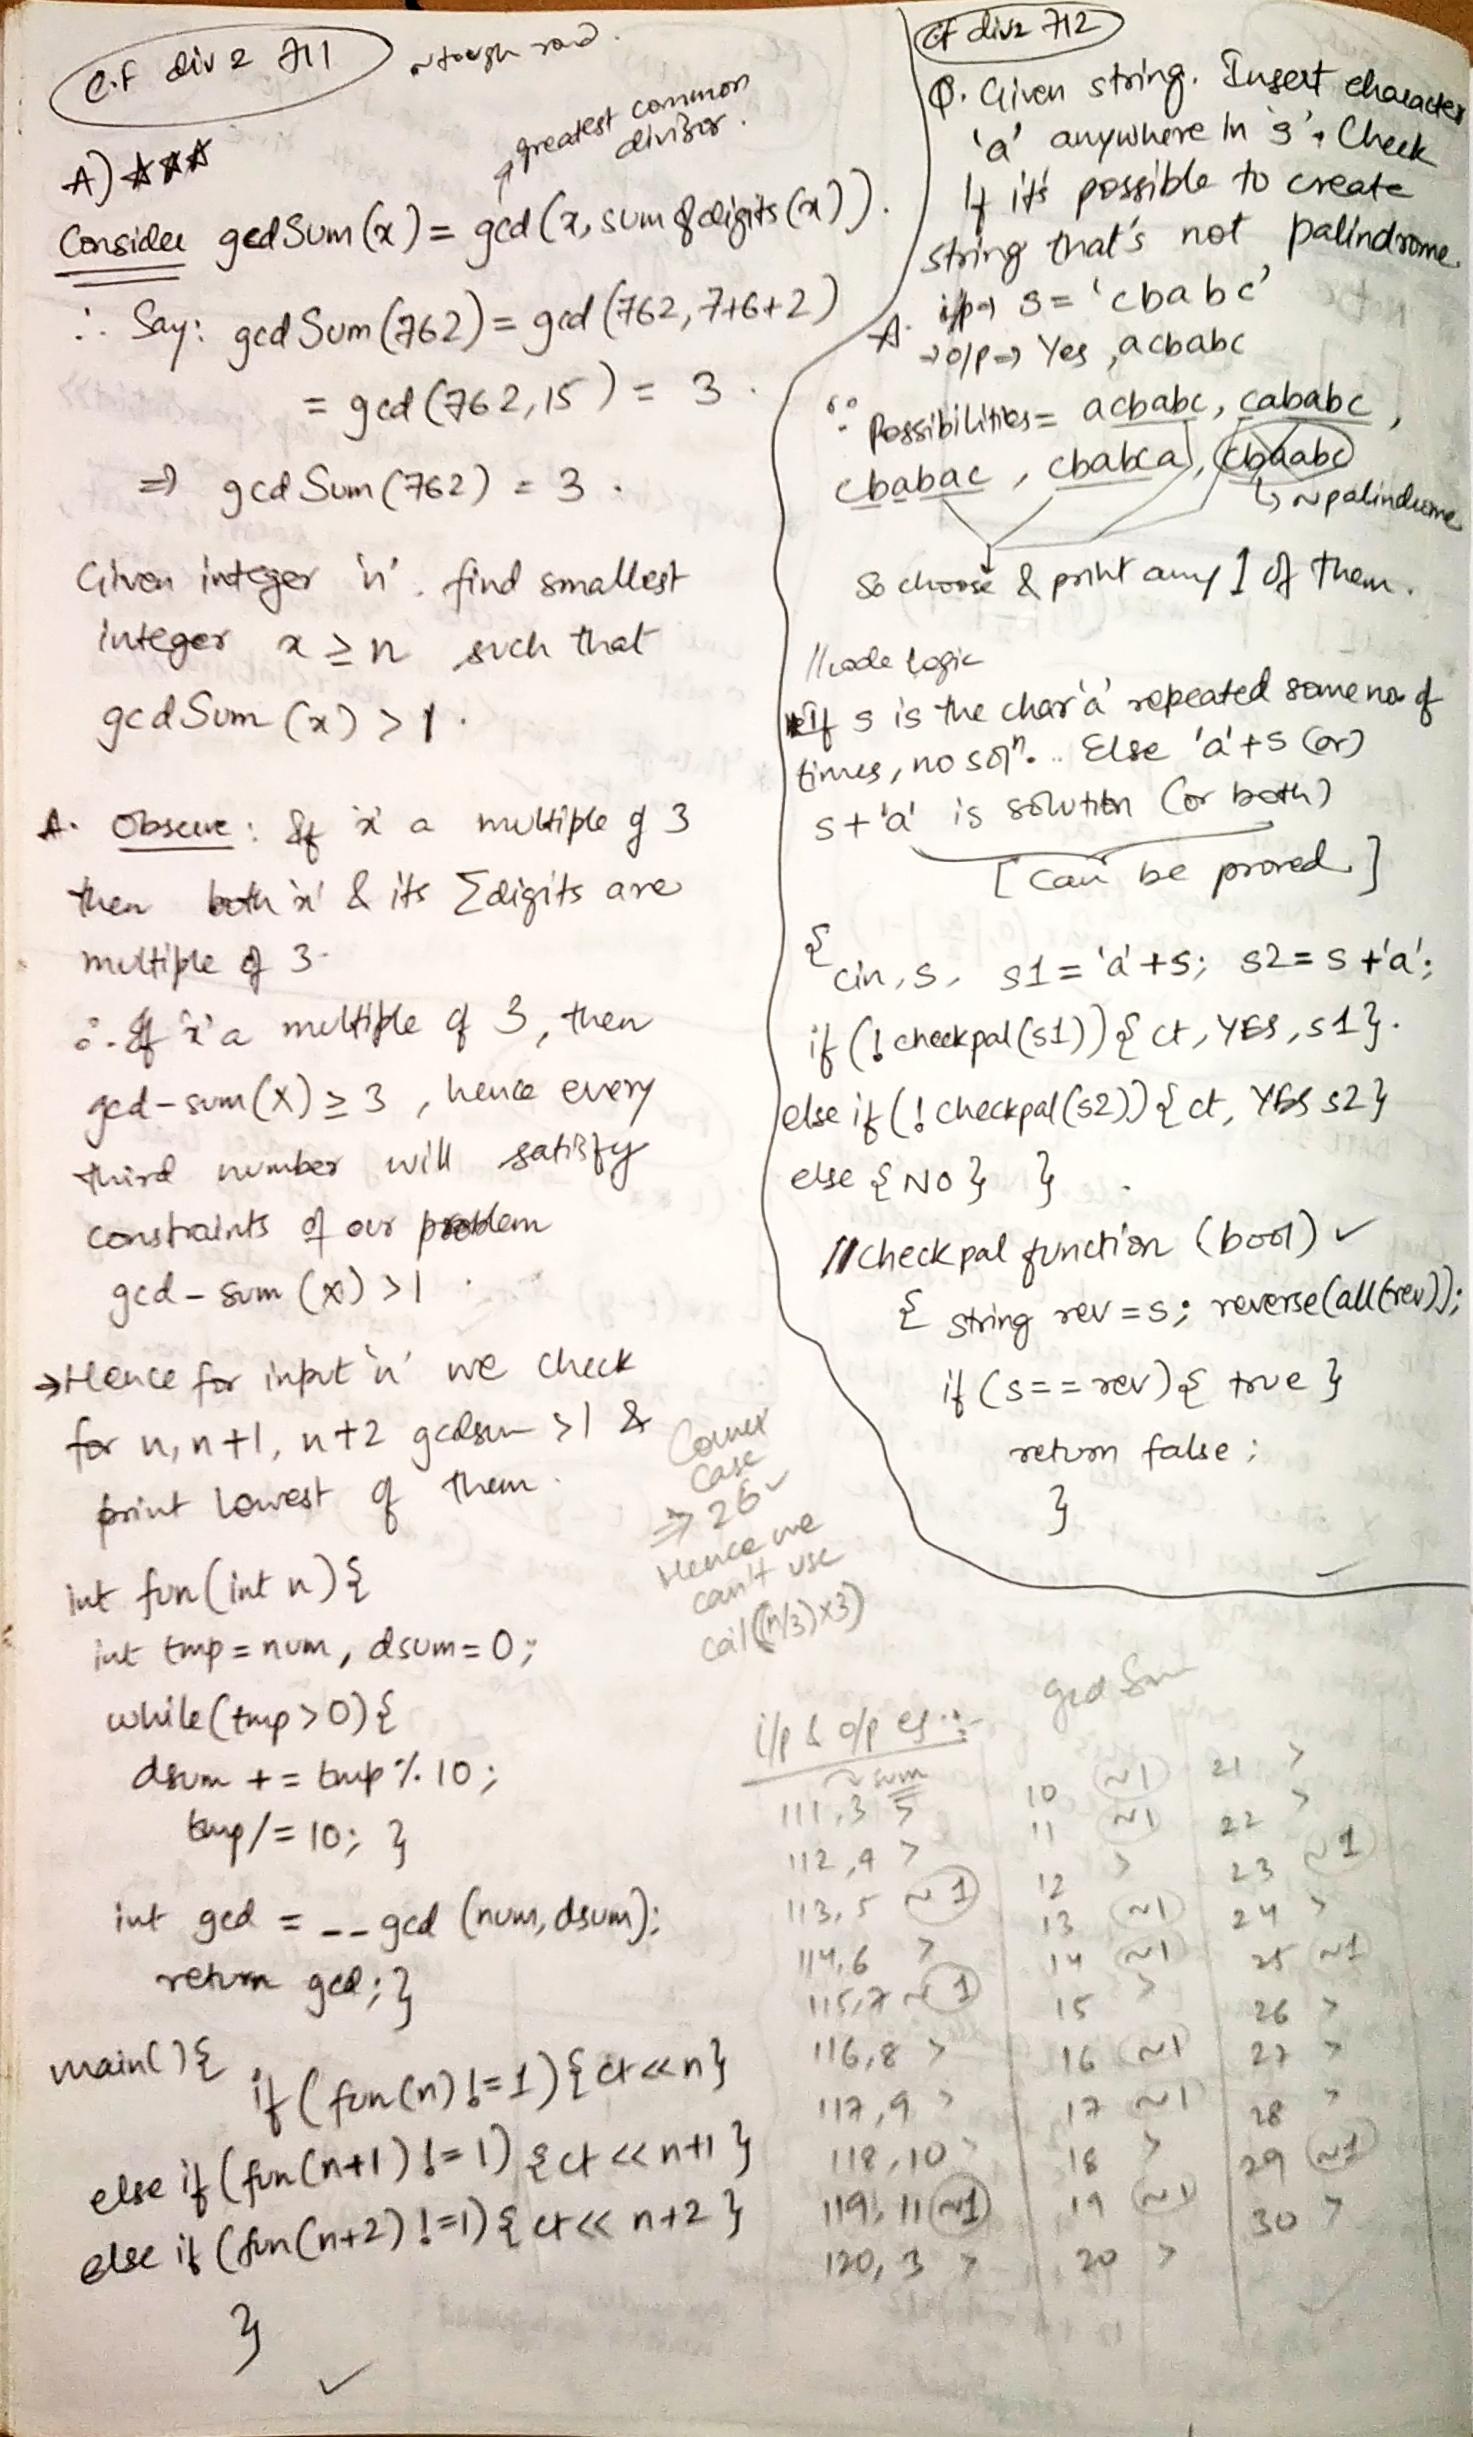 C.F div 2 711
A) ***
greatest common
divisor.
Consider gcdSum(x) = gcd(x, sum of digits(x)).
∴ Say: gcdSum(762) = gcd(762, 7+6+2)
= gcd(762, 15) = 3.
⇒ gcdSum(762) = 3.
Given integer 'n'. find smallest
integer x ≥ n such that
gcdSum(x) > 1.
A. Observe: If 'x' a multiple of 3
then both 'x' & its Σdigits are
multiple of 3.
∴ If 'x' a multiple of 3, then
gcd-sum(X) ≥ 3, hence every
third number will satisfy
constraints of our problem
gcd-sum(x) > 1.
→Hence for input 'n' we check
for n, n+1, n+2 gcdsum > 1 &
print lowest of them.
Corner
case
⇒ 26 ✓
Hence we
can't use
ceil((n/3)x3)
int fun(int n){
int tmp = num, dsum = 0;
while(tmp > 0){
dsum += tmp % 10;
tmp /= 10; }
int gcd = __gcd (num, dsum);
return gcd; }
main(){
if(fun(n) != 1){ct << n}
else if (fun(n+1) != 1) {ct << n+1}
else if (fun(n+2) != 1) {ct << n+2}
}
✓
CF div2 712
Q. Given string. Insert character
'a' anywhere in 's'. Check
If it's possible to create
string that's not palindrome.
A. i/p→ s = 'cbabc'
→ o/p→ Yes, acbabc
∵ Possibilities = acbabc, cababc,
cbabac, cbabca, cbaabc
↳ ~palindrome
So choose & print any 1 of them.
//code logic
If s is the char 'a' repeated some no of
times, no solⁿ. Else 'a'+s (or)
s+'a' is solution (or both)
[Can be proved]
{
cin, s, s1 = 'a'+s; s2 = s+'a';
if (!checkpal(s1)) { ct, YES, s1}.
else if (!checkpal(s2)) { ct, YES s2}
else { NO } }
//checkpal function (bool) ✓
{ string rev = s; reverse(all(rev));
if (s == rev) { true }
return false;
}
i/p & o/p eg :-
gcd Sum
~ sum
111, 3 >
112, 4 >
113, 5 ~1
114, 6 >
115, 7 ~1
116, 8 >
117, 9 >
118, 10 >
119, 11 ~1
120, 3 >
10 ~1
11 ~1
12 >
13 ~1
14 ~1
15 >
16 ~1
17 ~1
18 >
19 ~1
20 >
21 >
22 >
23 ~1
24 >
25 ~1
26 >
27 >
28 >
29 ~1
30 >